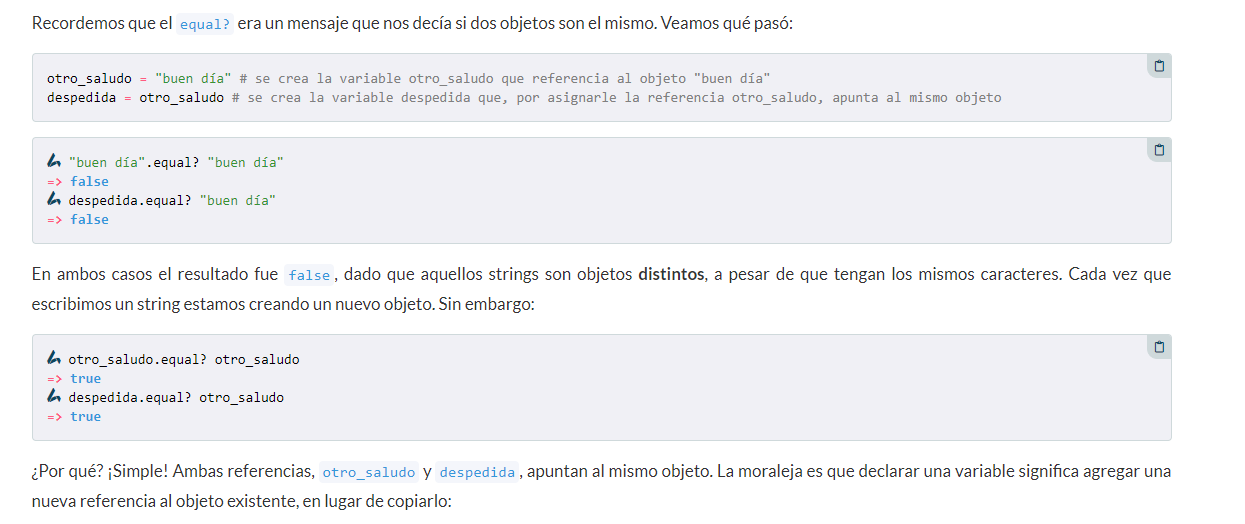 Recordemos que el equal? era un mensaje que nos decía si dos objetos son el mismo. Veamos qué pasó:
otro_saludo = "buen día" # se crea la variable otro_saludo que referencia al objeto "buen día"
despedida = otro_saludo # se crea la variable despedida que, por asignarle la referencia otro_saludo, apunta al mismo objeto
"buen día".equal? "buen día"
=> false
despedida.equal? "buen día"
=> false
En ambos casos el resultado fue false, dado que aquellos strings son objetos distintos, a pesar de que tengan los mismos caracteres. Cada vez que
escribimos un string estamos creando un nuevo objeto. Sin embargo:
otro_saludo.equal? otro_saludo
=> true
despedida.equal? otro_saludo
=> true
¿Por qué? ¡Simple! Ambas referencias, otro_saludo y despedida, apuntan al mismo objeto. La moraleja es que declarar una variable significa agregar una
nueva referencia al objeto existente, en lugar de copiarlo: